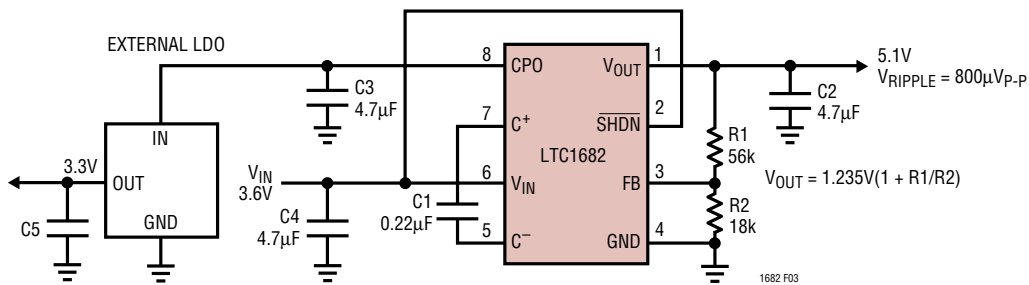 EXTERNAL LDO
IN
3.3V
OUT
GND
C5
C3
4.7µF
V_IN
3.6V
C4
4.7µF
C1
0.22µF
8
7
6
5
CPO
C+
V_IN
C−
LTC1682
V_OUT
SHDN
FB
GND
1
2
3
4
R1
56k
R2
18k
C2
4.7µF
5.1V
V_RIPPLE = 800µV_P-P
V_OUT = 1.235V(1 + R1/R2)
1682 F03